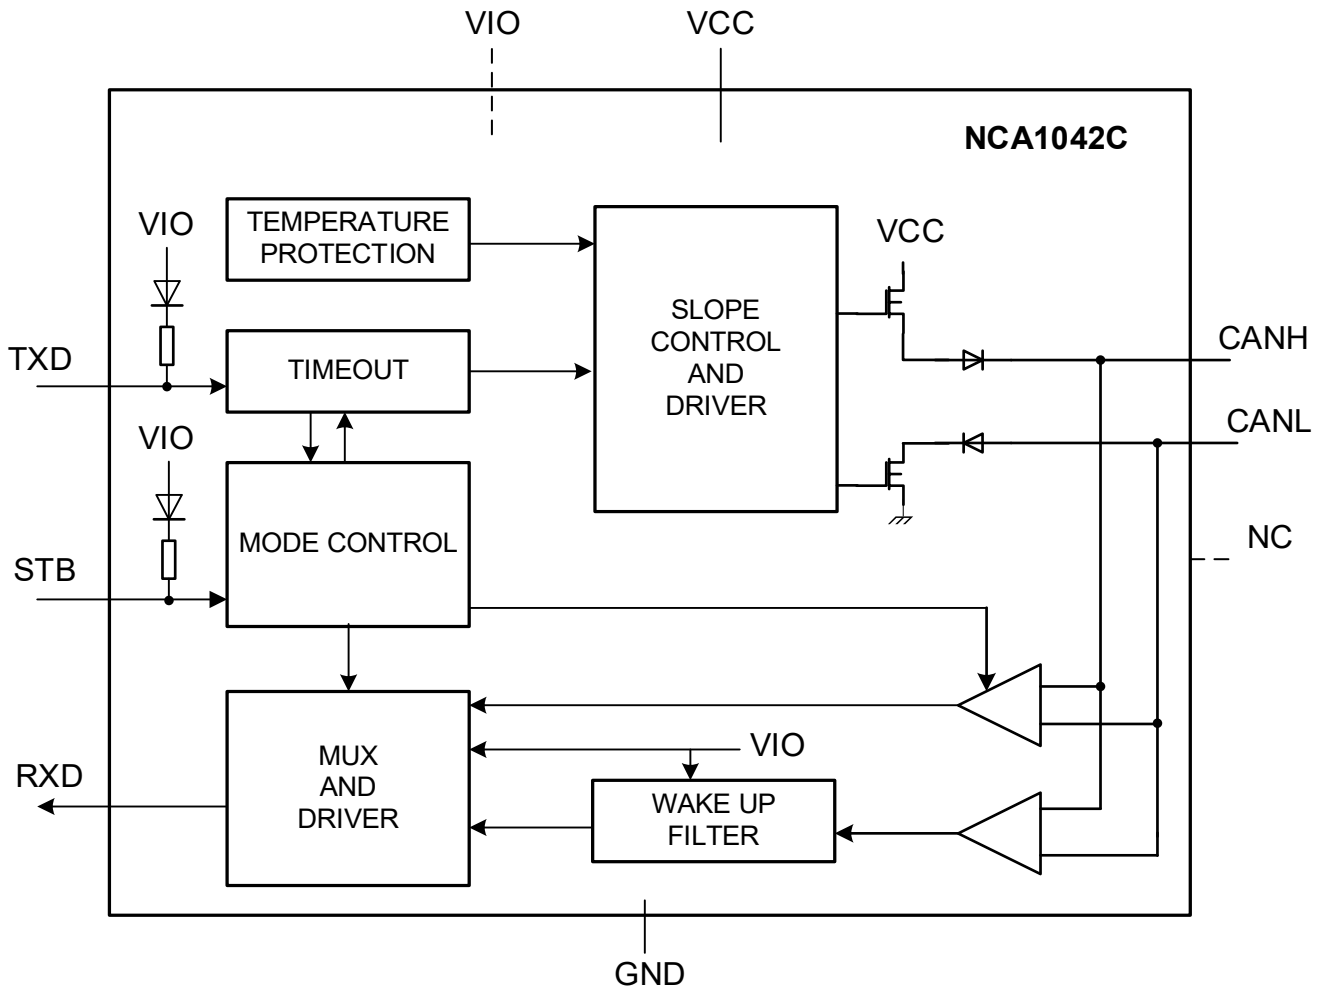 VIO
VCC
NCA1042C
VIO
TEMPERATURE
PROTECTION
VCC
SLOPE
CONTROL
AND
DRIVER
TXD
TIMEOUT
CANH
VIO
CANL
STB
MODE CONTROL
NC
RXD
MUX
AND
DRIVER
VIO
WAKE UP
FILTER
GND